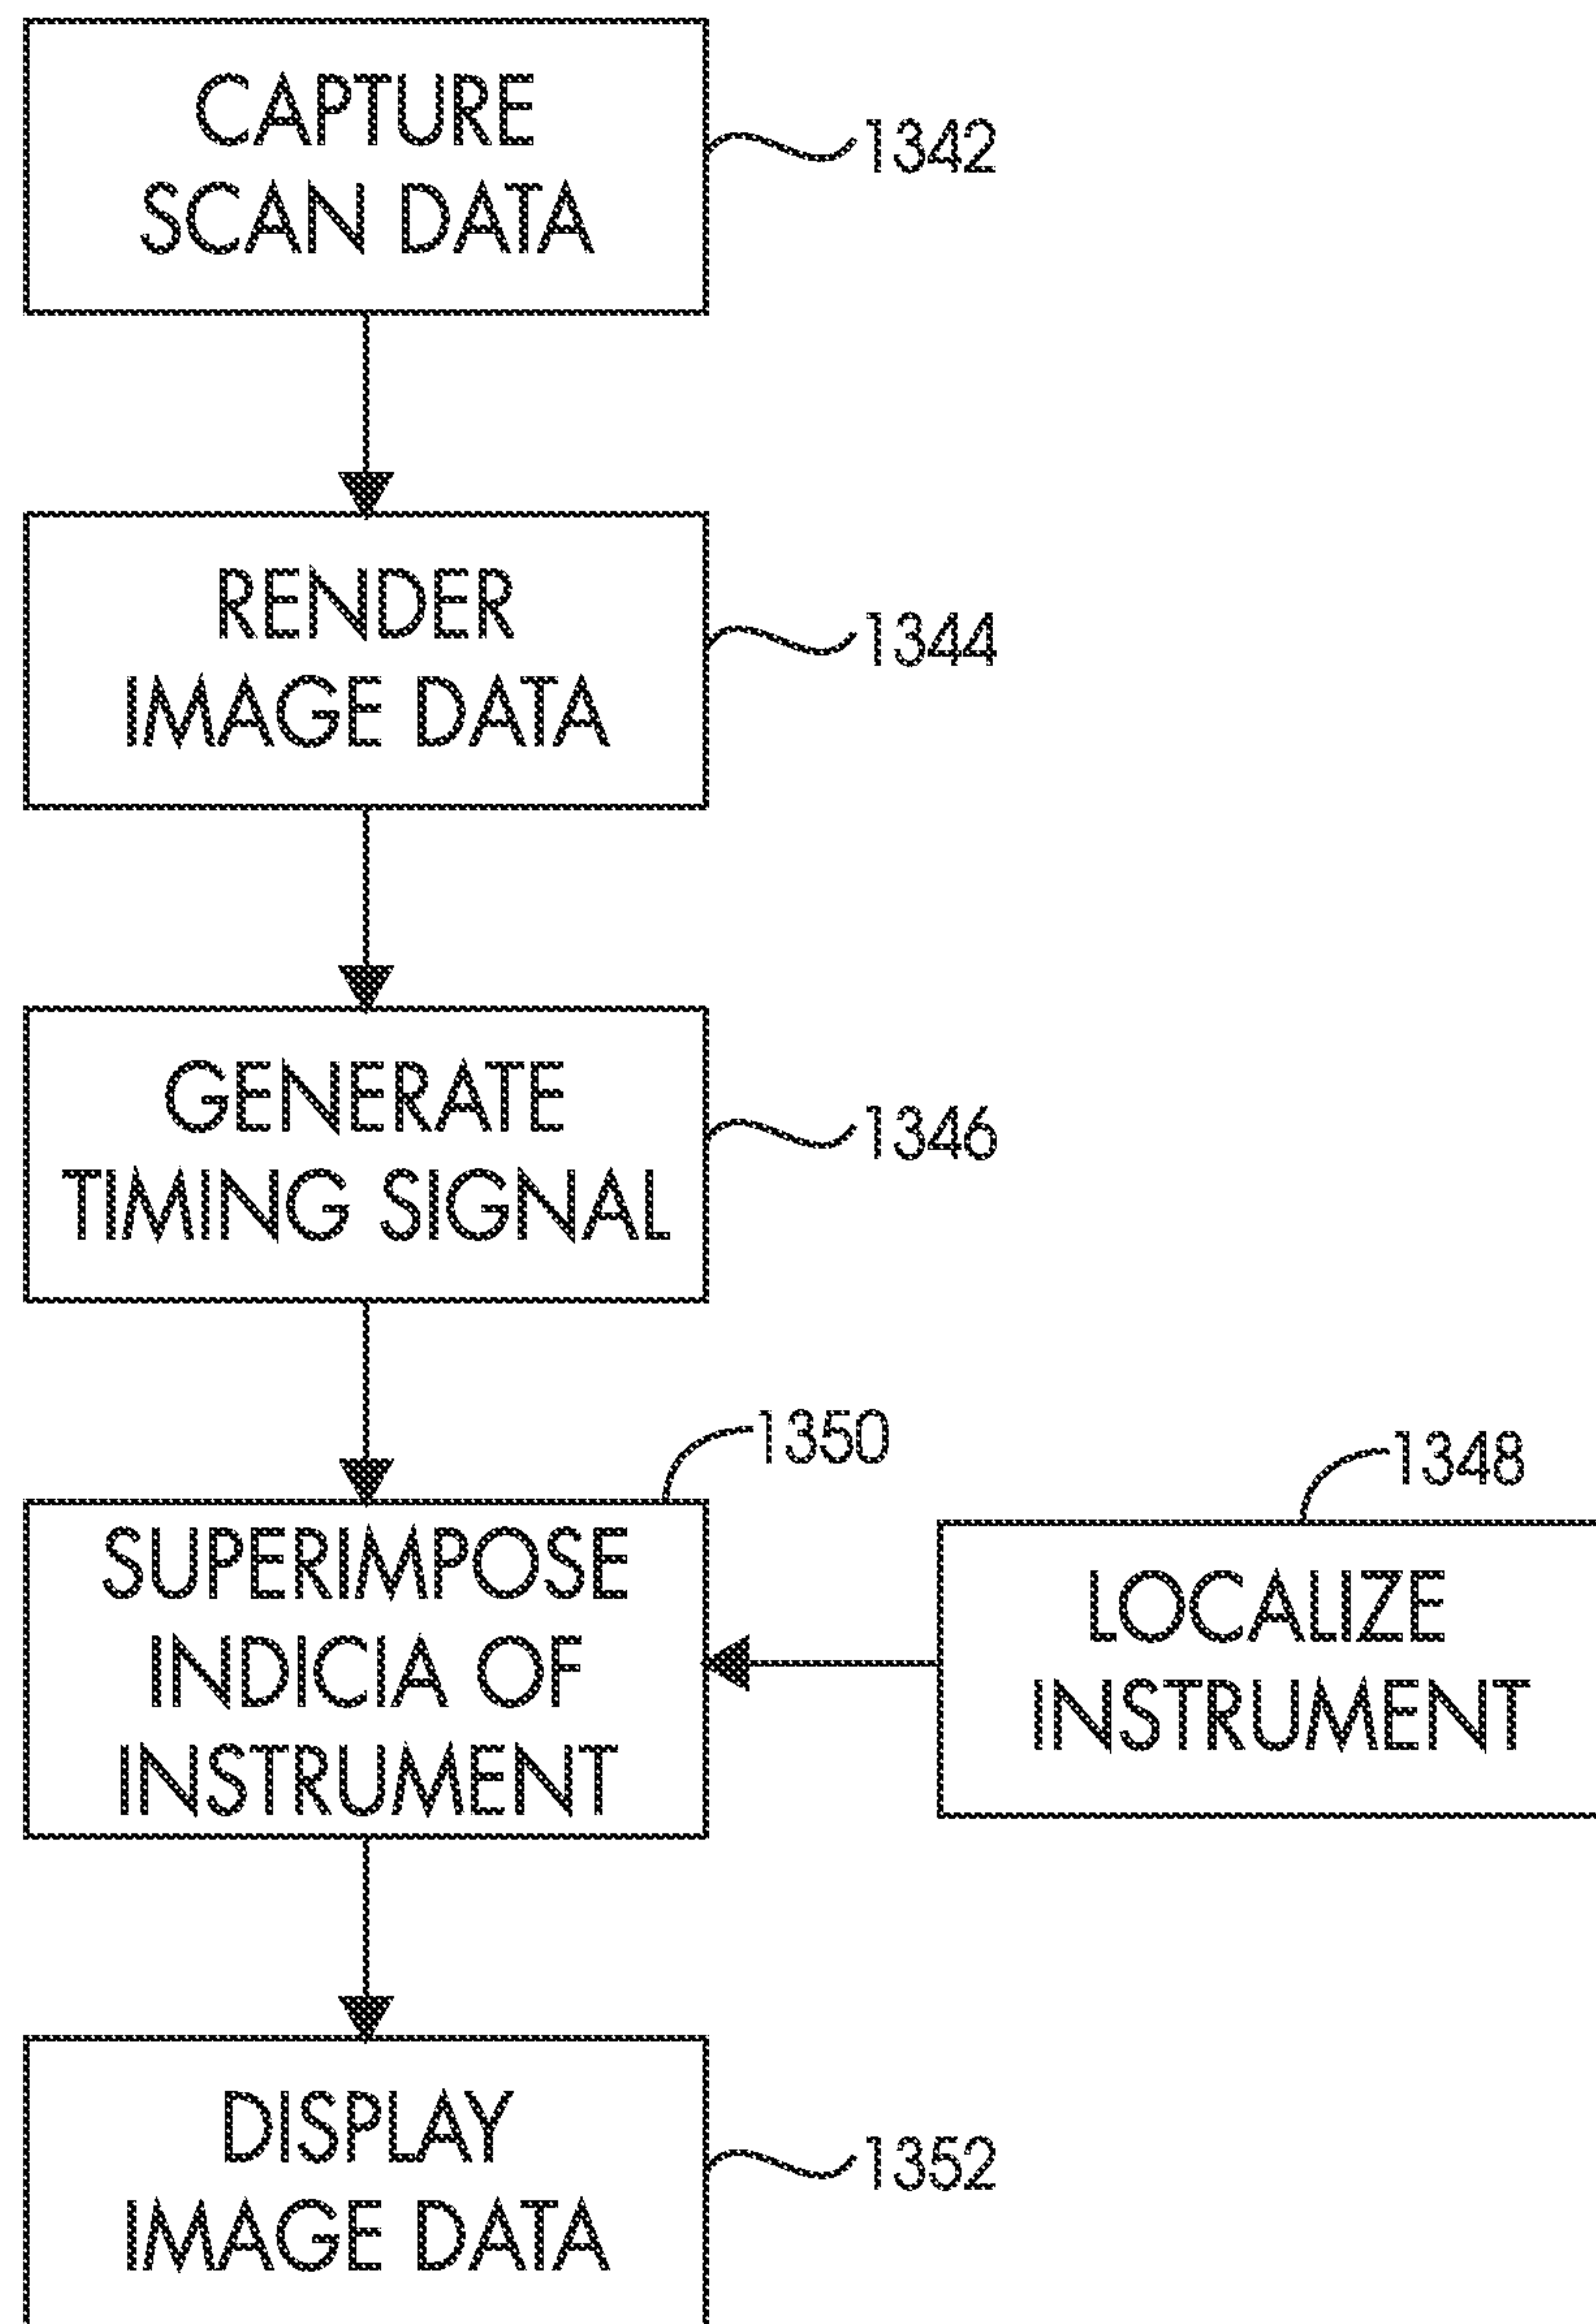 CAPTURE
SCAN DATA
1342
RENDER
IMAGE DATA
1344
GENERATE
TIMING SIGNAL
1346
1350
SUPERIMPOSE
INDICIA OF
INSTRUMENT
1348
LOCALIZE
INSTRUMENT
DISPLAY
IMAGE DATA
1352